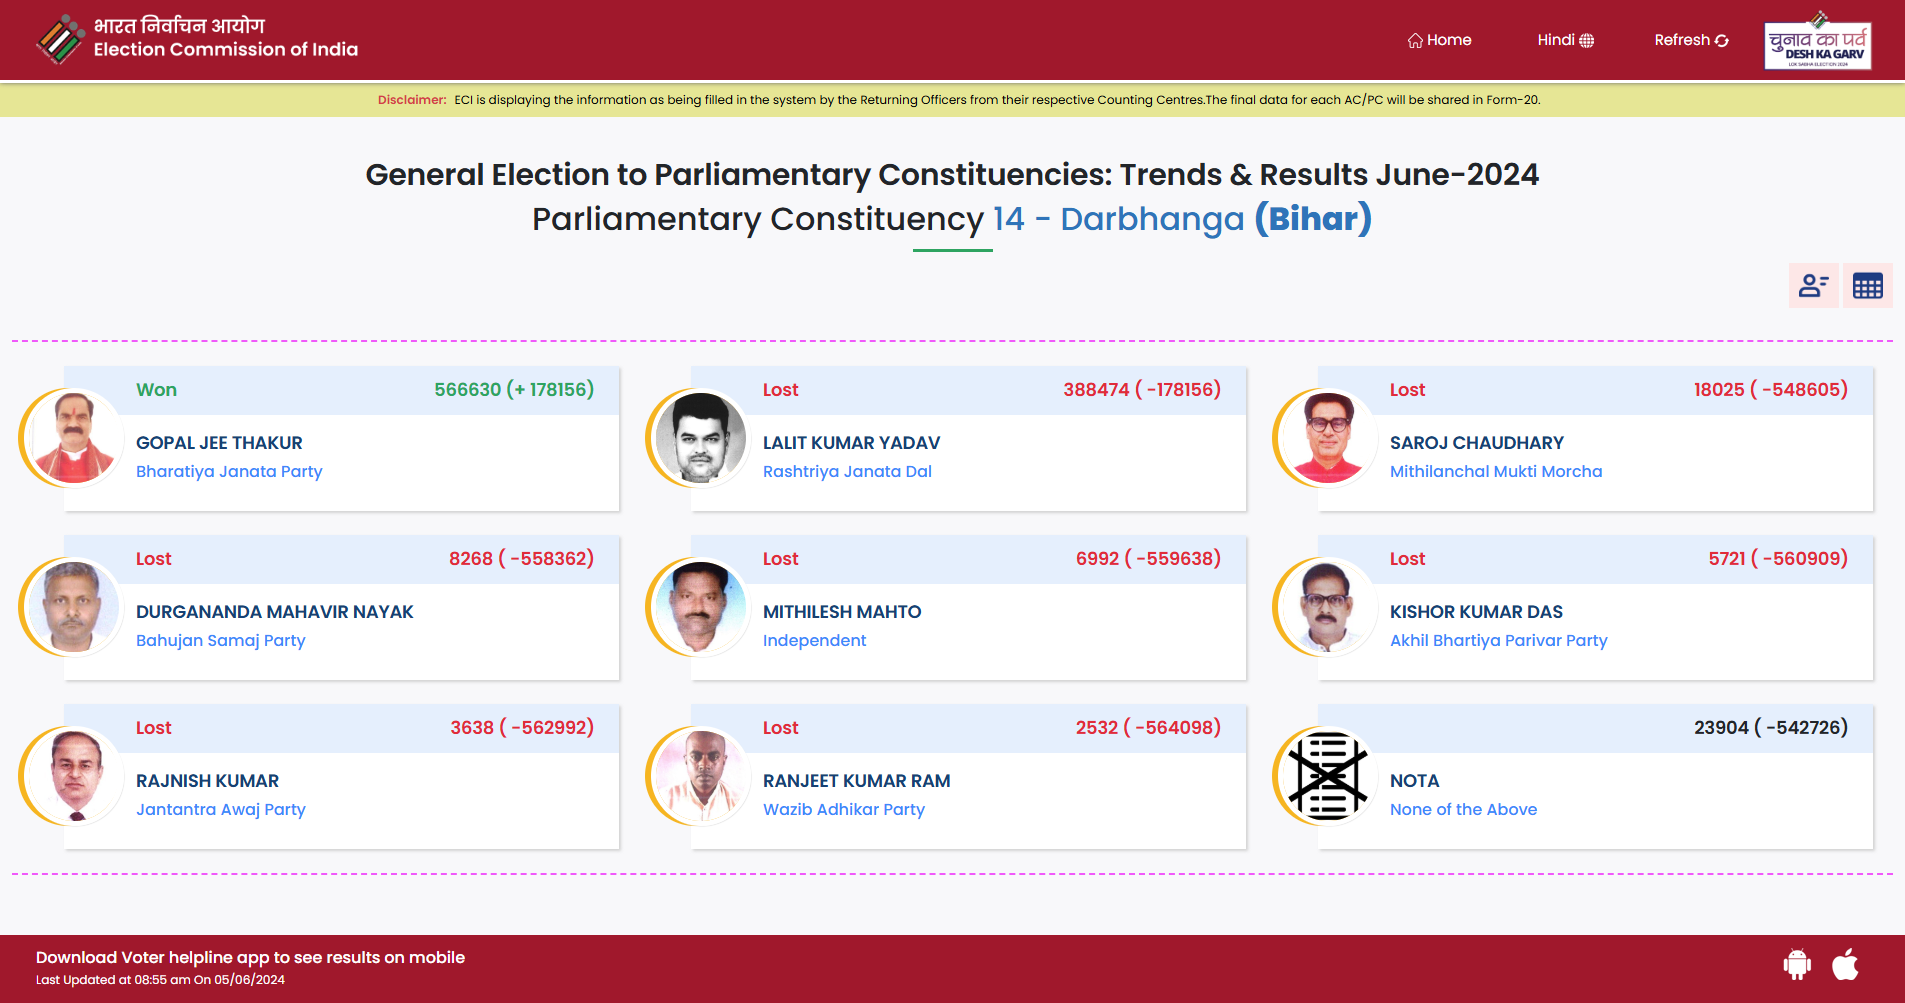 भारत निर्वाचन आयोग
Election Commission of India
Home
Hindi
Refresh
चुनाव का पर्व
DESH KA GARV
LOK SABHA ELECTION 2024
Disclaimer: ECI is displaying the information as being filled in the system by the Returning Officers from their respective Counting Centres.The final data for each AC/PC will be shared in Form-20.
General Election to Parliamentary Constituencies: Trends & Results June-2024
Parliamentary Constituency 14 - Darbhanga (Bihar)
Won 566630 (+ 178156)
GOPAL JEE THAKUR
Bharatiya Janata Party
Lost 388474 ( -178156)
LALIT KUMAR YADAV
Rashtriya Janata Dal
Lost 18025 ( -548605)
SAROJ CHAUDHARY
Mithilanchal Mukti Morcha
Lost 8268 ( -558362)
DURGANANDA MAHAVIR NAYAK
Bahujan Samaj Party
Lost 6992 ( -559638)
MITHILESH MAHTO
Independent
Lost 5721 ( -560909)
KISHOR KUMAR DAS
Akhil Bhartiya Parivar Party
Lost 3638 ( -562992)
RAJNISH KUMAR
Jantantra Awaj Party
Lost 2532 ( -564098)
RANJEET KUMAR RAM
Wazib Adhikar Party
23904 ( -542726)
NOTA
None of the Above
Download Voter helpline app to see results on mobile
Last Updated at 08:55 am On 05/06/2024